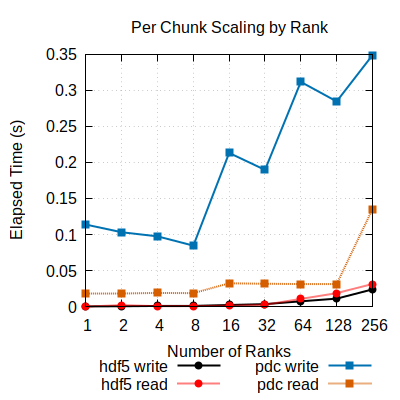 Per Chunk Scaling by Rank
0.35
0.3
0.25
0.2
0.15
0.1
0.05
0
Elapsed Time (s)
1 2 4 8 16 32 64 128 256
Number of Ranks
hdf5 write pdc write
hdf5 read pdc read